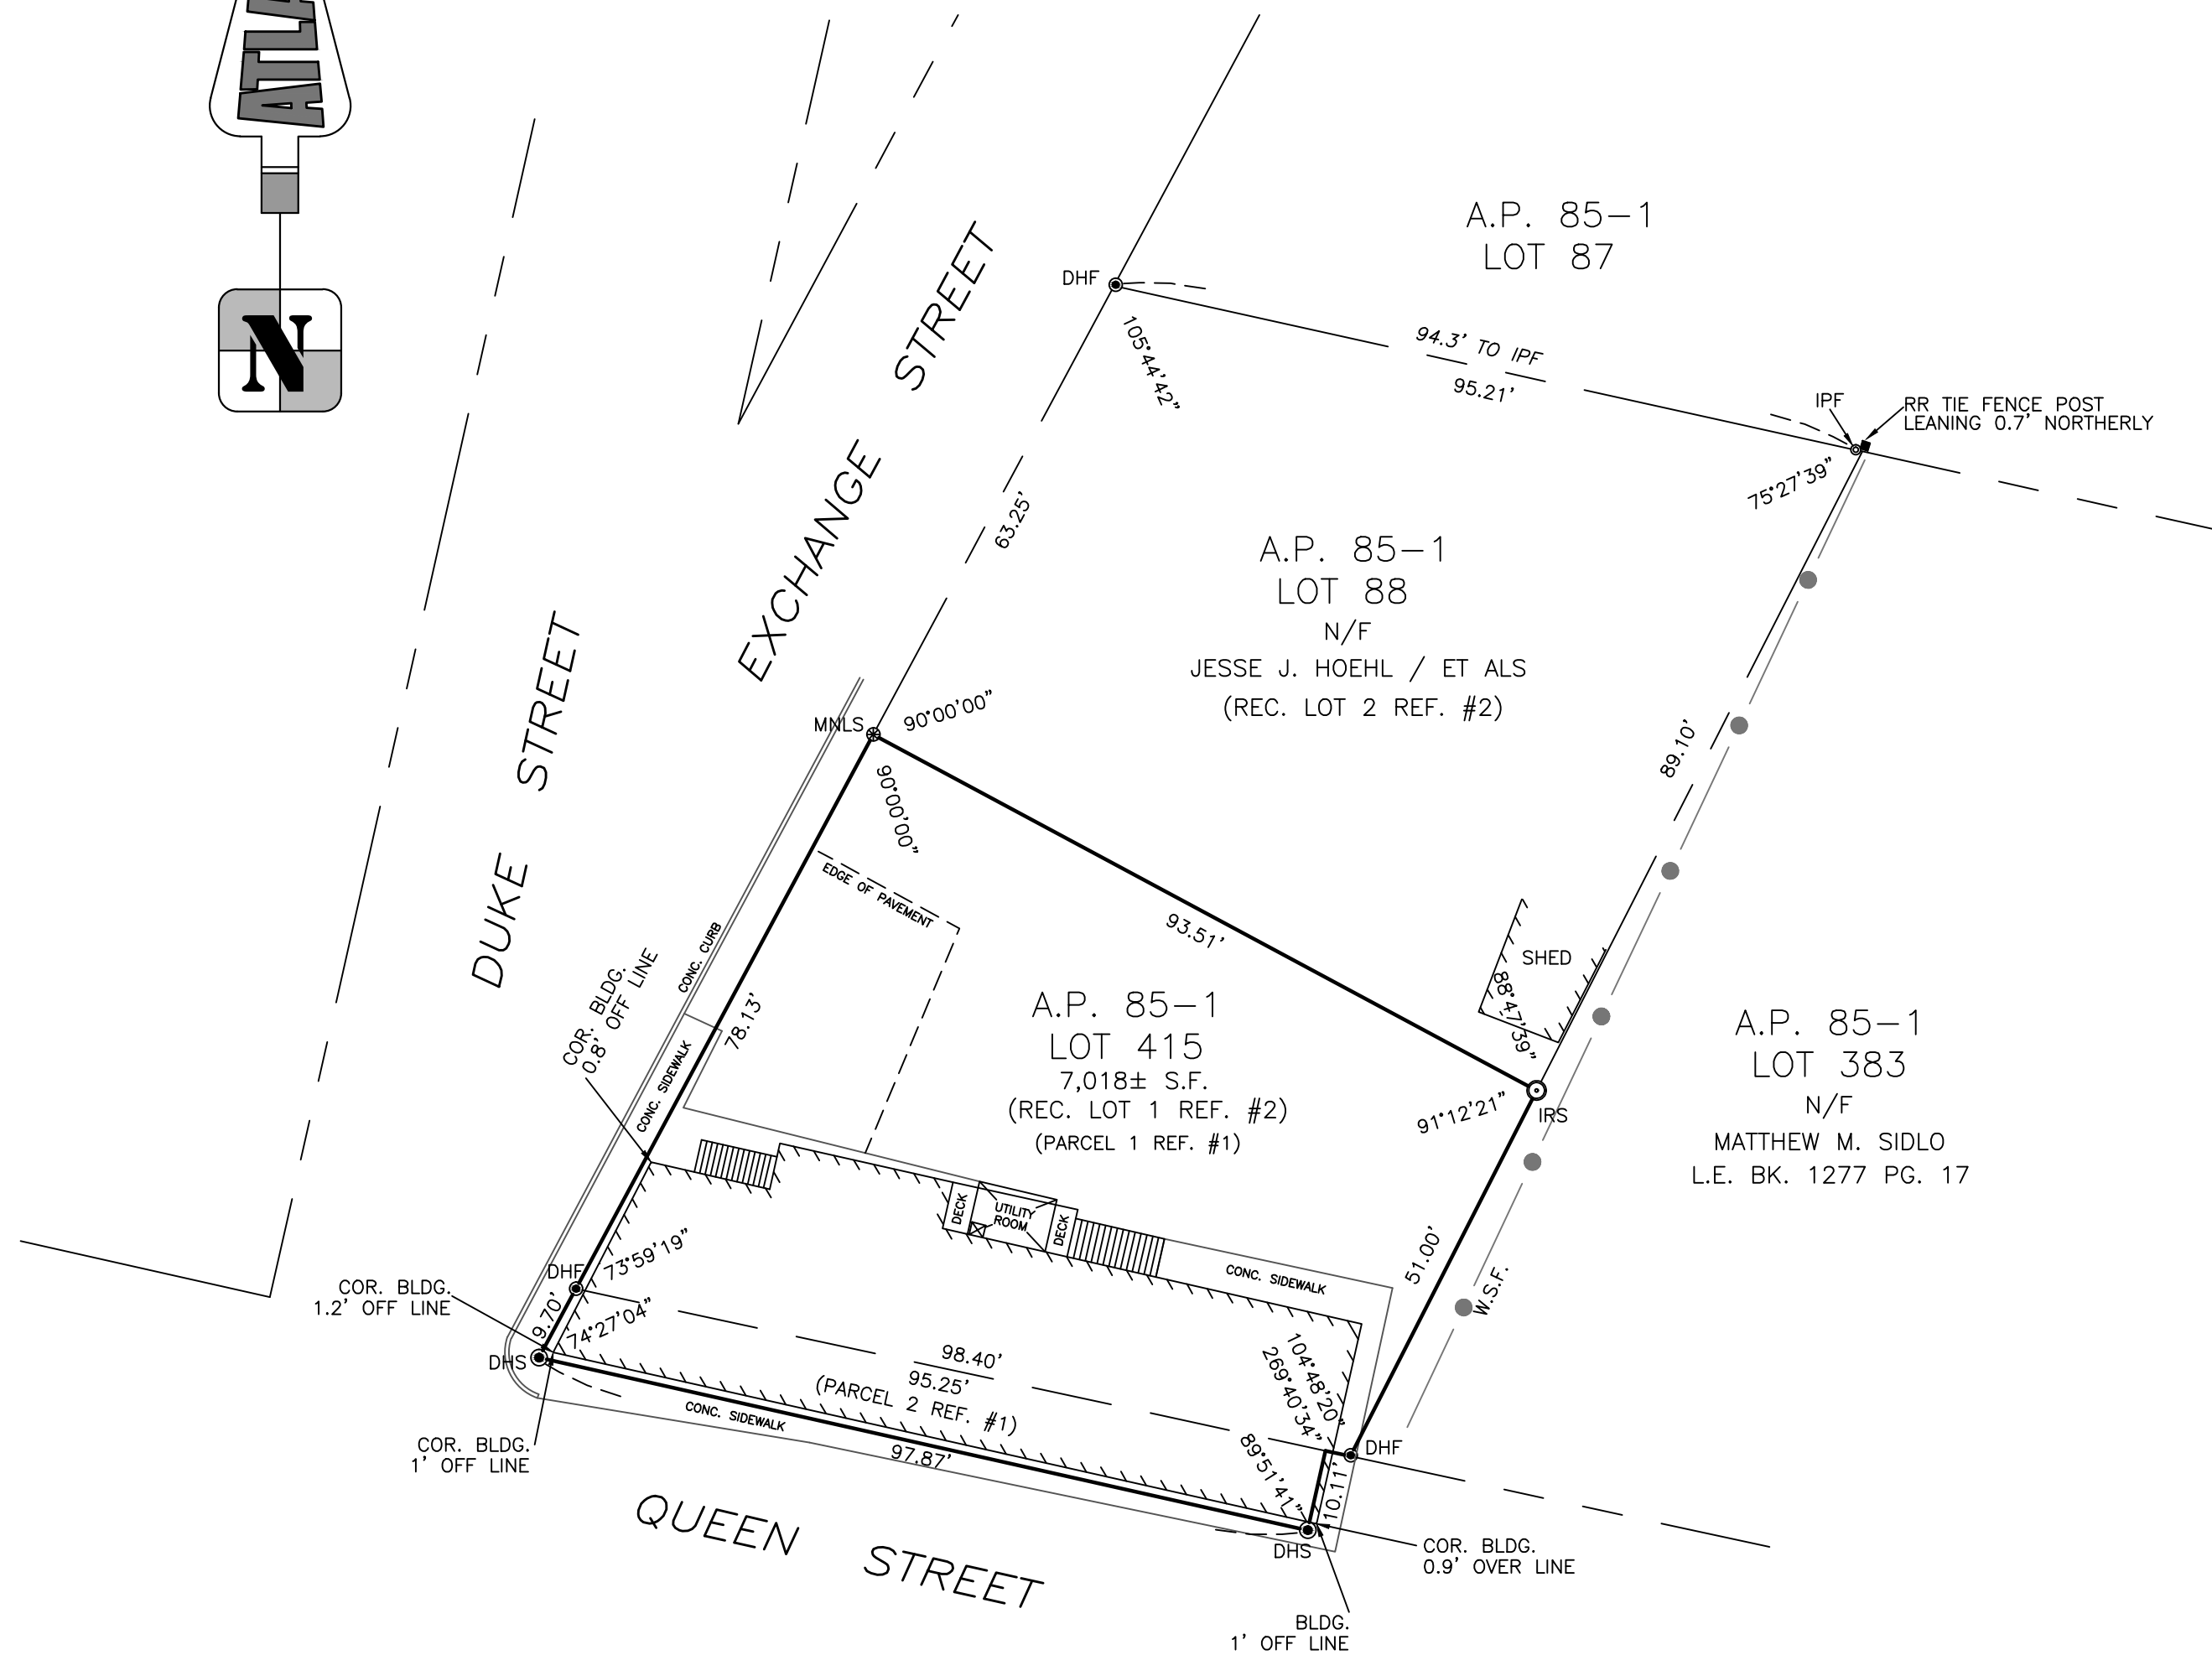 ATLA
N
DUKE STREET
EXCHANGE STREET
QUEEN STREET
A.P. 85-1
LOT 87
DHF
105°44'42"
94.3' TO IPF
95.21'
IPF
RR TIE FENCE POST
LEANING 0.7' NORTHERLY
75°27'39"
63.25'
A.P. 85-1
LOT 88
N/F
JESSE J. HOEHL / ET ALS
(REC. LOT 2 REF. #2)
MNLS
90°00'00"
90°00'00"
89.10'
EDGE OF PAVEMENT
93.51'
CONC. CURB
COR. BLDG.
0.8' OFF LINE
SHED
88°47'39"
78.13'
CONC. SIDEWALK
A.P. 85-1
LOT 415
7,018± S.F.
(REC. LOT 1 REF. #2)
(PARCEL 1 REF. #1)
91°12'21"
IRS
A.P. 85-1
LOT 383
N/F
MATTHEW M. SIDLO
L.E. BK. 1277 PG. 17
DECK
UTILITY
ROOM
DECK
CONC. SIDEWALK
51.00'
W.S.F.
DHF
73°59'19"
COR. BLDG.
1.2' OFF LINE
9.70'
74°27'04"
DHS
98.40'
95.25'
(PARCEL 2 REF. #1)
104°48'20"
269°40'34"
CONC. SIDEWALK
97.87'
89°51'41"
10.11'
DHF
COR. BLDG.
1' OFF LINE
DHS
COR. BLDG.
0.9' OVER LINE
BLDG.
1' OFF LINE